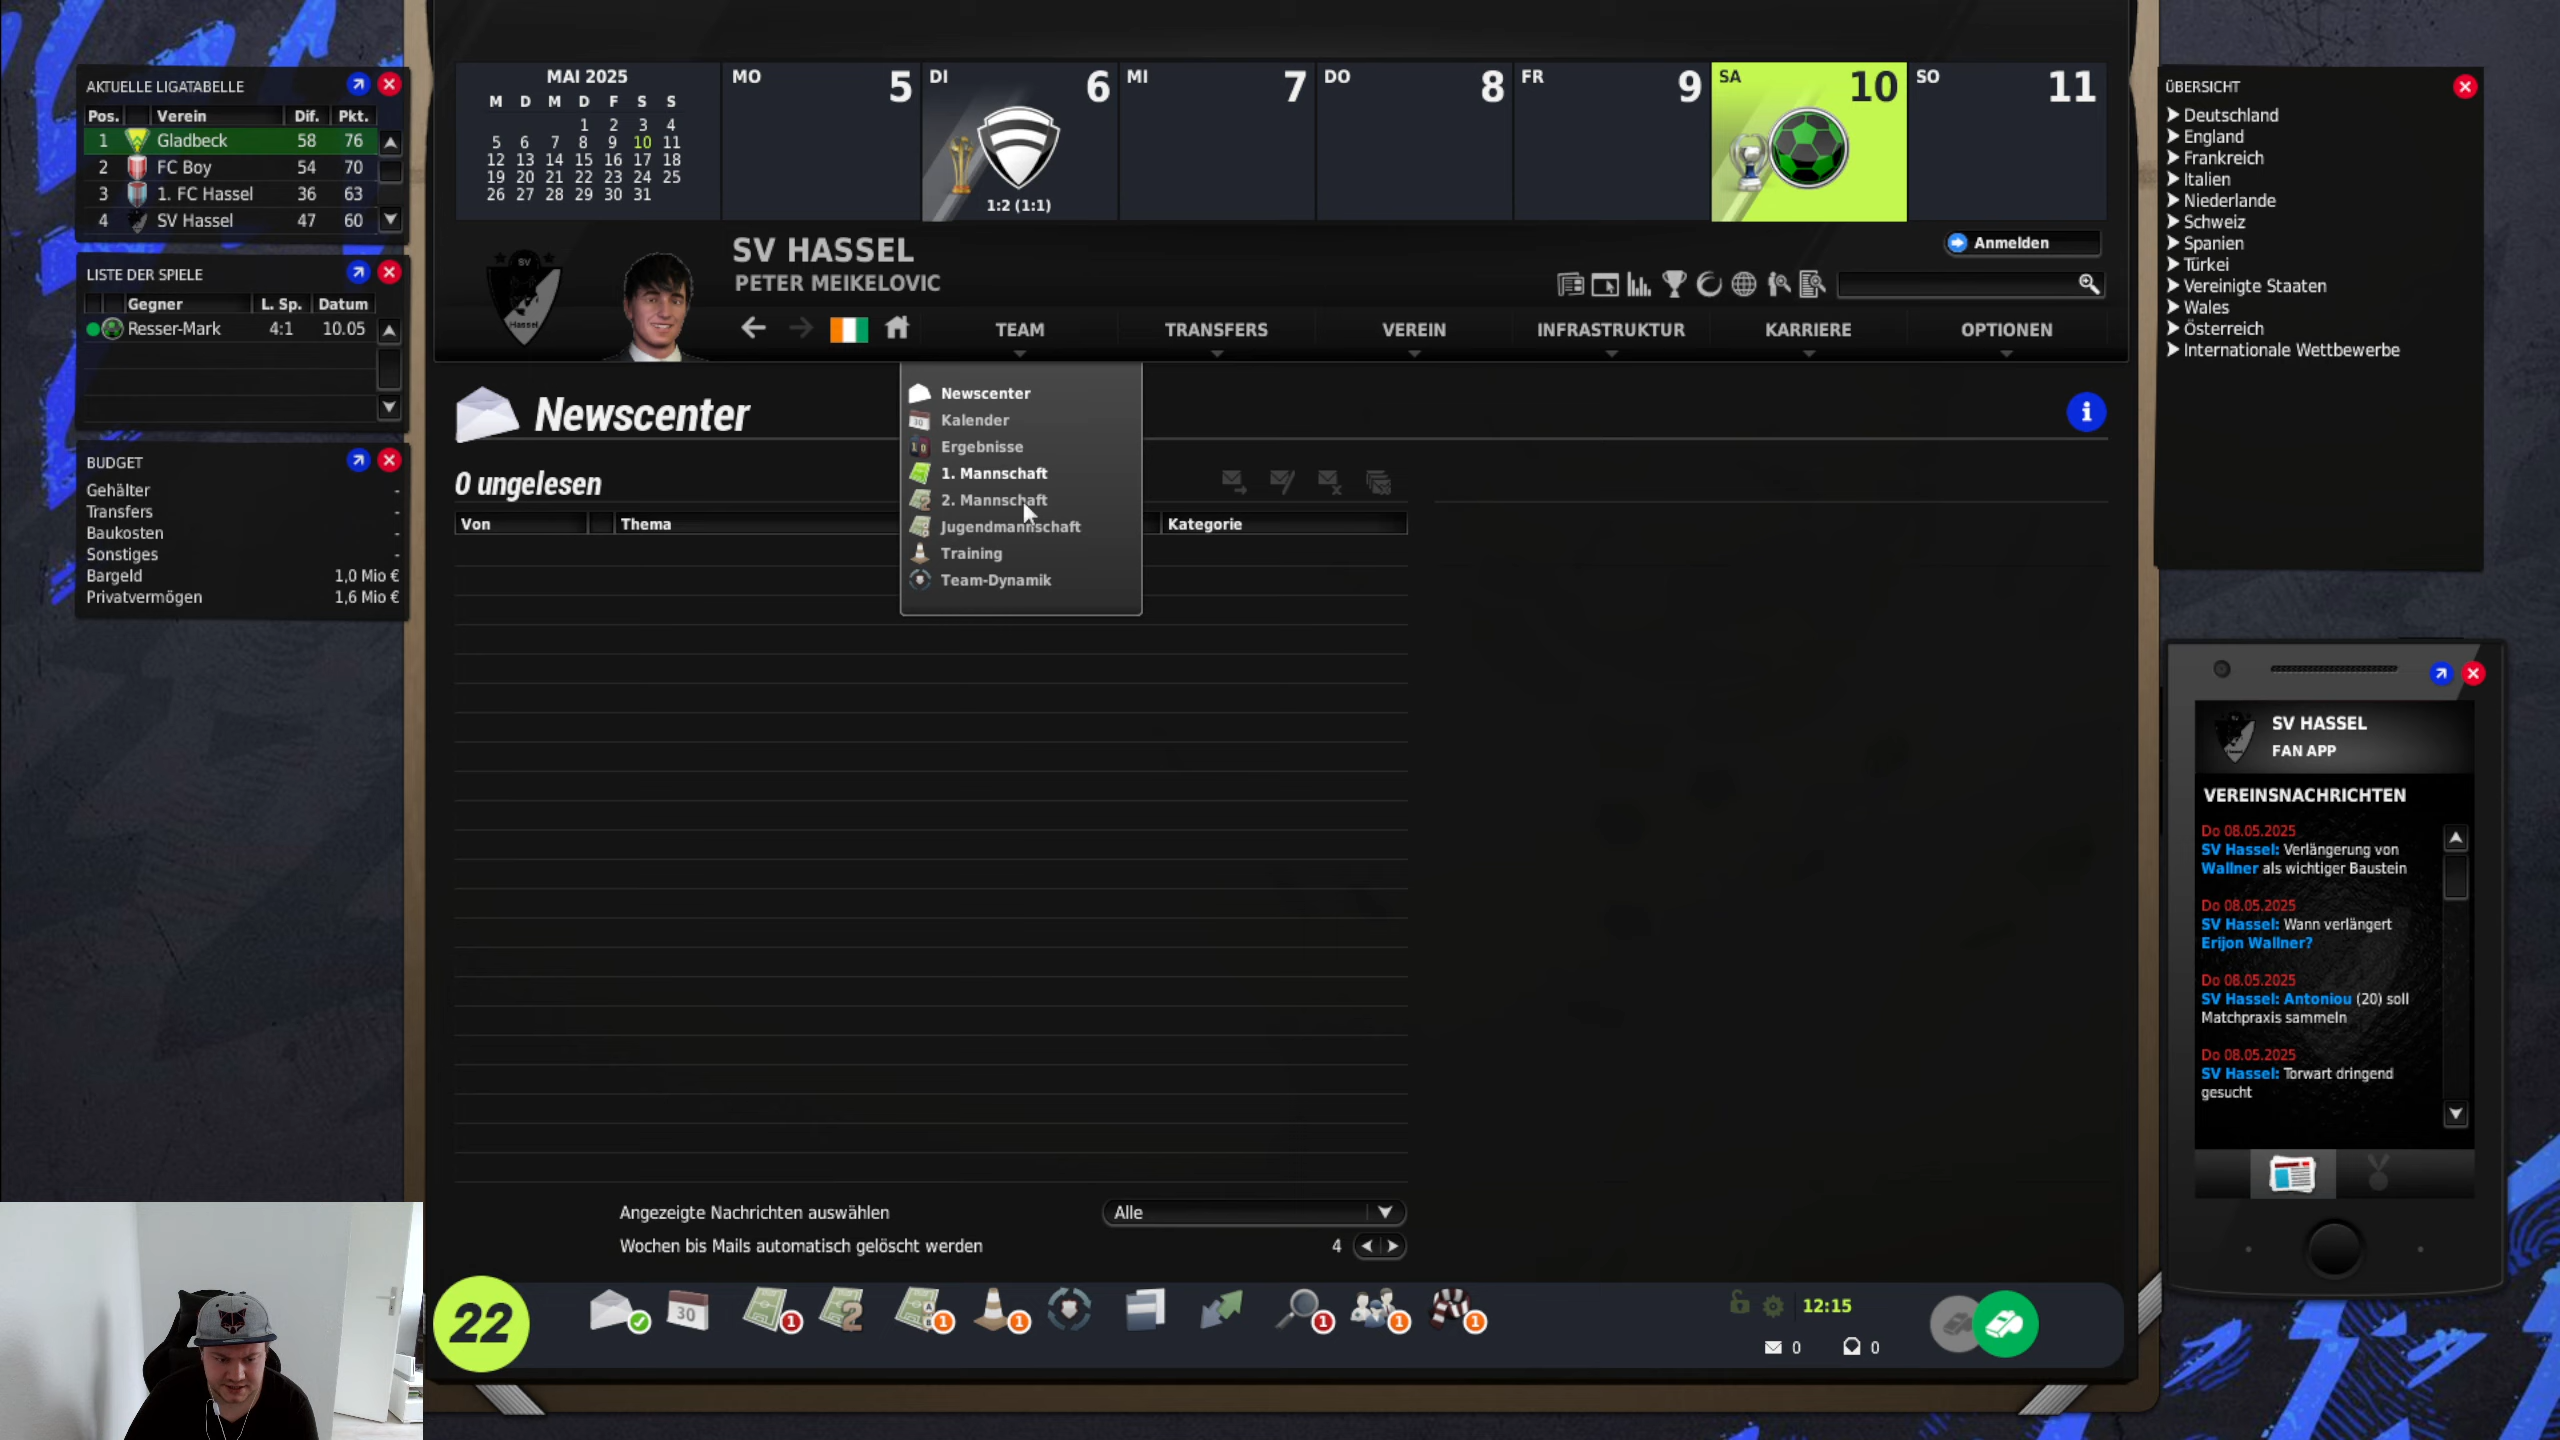 AKTUELLE LIGATABELLE
Pos. Verein Dif. Pkt.
1 Gladbeck 58 76
2 FC Boy 54 70
3 1. FC Hassel 36 63
4 SV Hassel 47 60
LISTE DER SPIELE
Gegner L. Sp. Datum
Resser-Mark 4:1 10.05
BUDGET
Gehälter -
Transfers -
Baukosten -
Sonstiges -
Bargeld 1,0 Mio €
Privatvermögen 1,6 Mio €
MAI 2025
M D M D F S S
1 2 3 4
5 6 7 8 9 10 11
12 13 14 15 16 17 18
19 20 21 22 23 24 25
26 27 28 29 30 31
MO 5
DI 6
1:2 (1:1)
MI 7
DO 8
FR 9
SA 10
SO 11
SV HASSEL
PETER MEIKELOVIC
Anmelden
SV
Hassel
TEAM TRANSFERS VEREIN INFRASTRUKTUR KARRIERE OPTIONEN
Newscenter
Kalender
Ergebnisse
1. Mannschaft
2. Mannschaft
Jugendmannschaft
Training
Team-Dynamik
Newscenter
0 ungelesen
Von Thema Kategorie
Angezeigte Nachrichten auswählen Alle
Wochen bis Mails automatisch gelöscht werden 4
22
30
1
2
1
1
1
1
1
12:15
0 0
ÜBERSICHT
Deutschland
England
Frankreich
Italien
Niederlande
Schweiz
Spanien
Türkei
Vereinigte Staaten
Wales
Österreich
Internationale Wettbewerbe
SV HASSEL
FAN APP
VEREINSNACHRICHTEN
Do 08.05.2025
SV Hassel: Verlängerung von
Wallner als wichtiger Baustein
Do 08.05.2025
SV Hassel: Wann verlängert
Erijon Wallner?
Do 08.05.2025
SV Hassel: Antoniou (20) soll
Matchpraxis sammeln
Do 08.05.2025
SV Hassel: Torwart dringend
gesucht